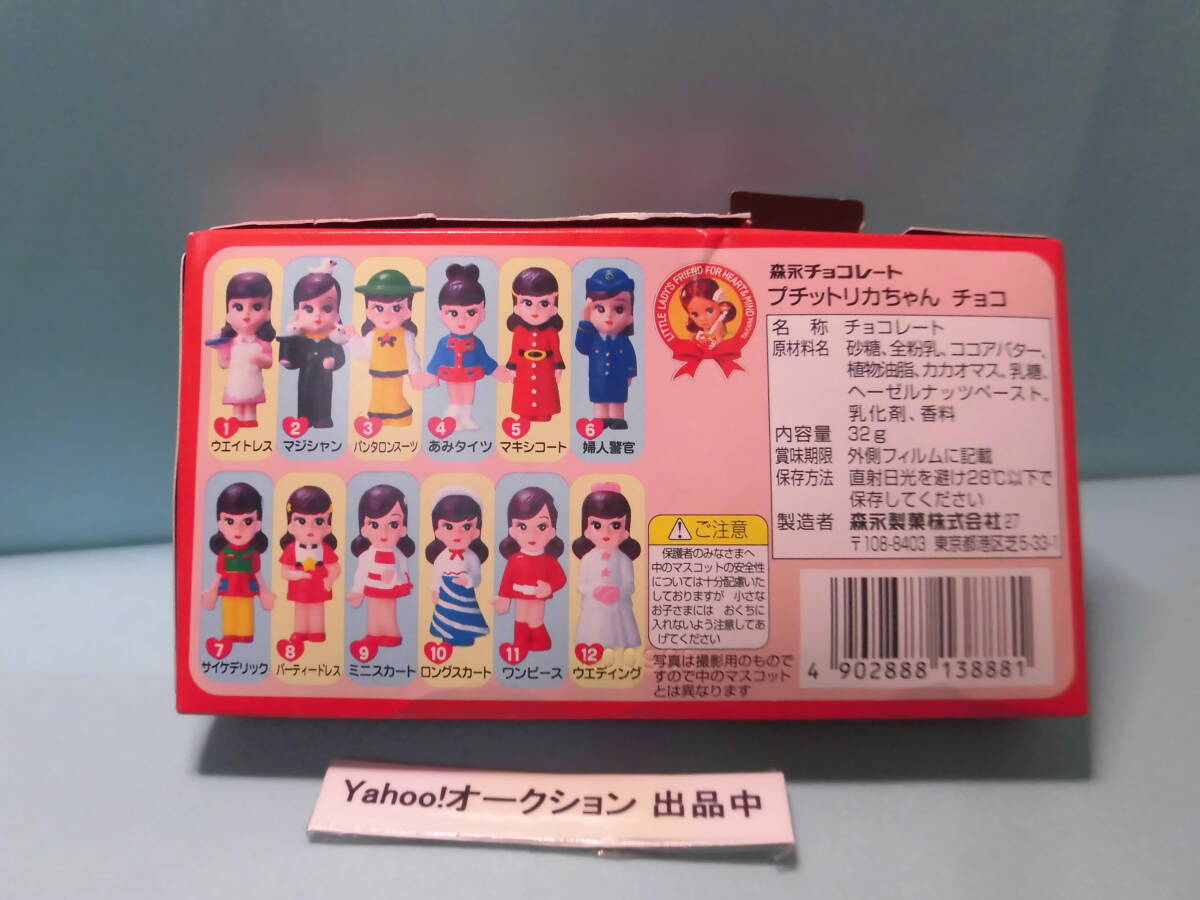 1
ウエイトレス
2
マジシャン
3
パンタロンスーツ
4
あみタイツ
5
マキシコート
6
婦人警官
7
サイケデリック
8
パーティードレス
9
ミニスカート
10
ロングスカート
11
ワンピース
12
ウエディング
LITTLE LADY'S FRIEND FOR HEART & MIND
TAKARA
森永チョコレート
プチットリカちゃん チョコ
名 称 チョコレート
原材料名 砂糖、全粉乳、ココアバター、
植物油脂、カカオマス、乳糖、
ヘーゼルナッツペースト、
乳化剤、香料
内容量 32g
賞味期限 外側フィルムに記載
保存方法 直射日光を避け28℃以下で
保存してください
製造者 森永製菓株式会社27
〒108-8403 東京都港区芝5-33-1
ご注意
保護者のみなさまへ
中のマスコットの安全性
については十分配慮いた
しておりますが 小さな
お子さまには おくちに
入れないよう注意してあ
げてください
写真は撮影用のもので
すので中のマスコット
とは異なります
4 902888 138881
Yahoo!オークション 出品中